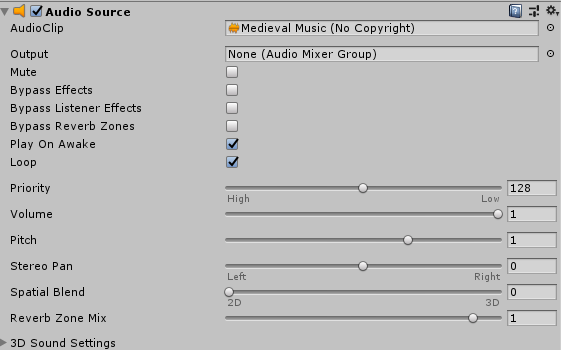 Audio Source
AudioClip Medieval Music (No Copyright)
Output None (Audio Mixer Group)
Mute
Bypass Effects
Bypass Listener Effects
Bypass Reverb Zones
Play On Awake
Loop
Priority 128
High Low
Volume 1
Pitch 1
Stereo Pan 0
Left Right
Spatial Blend 0
2D 3D
Reverb Zone Mix 1
3D Sound Settings